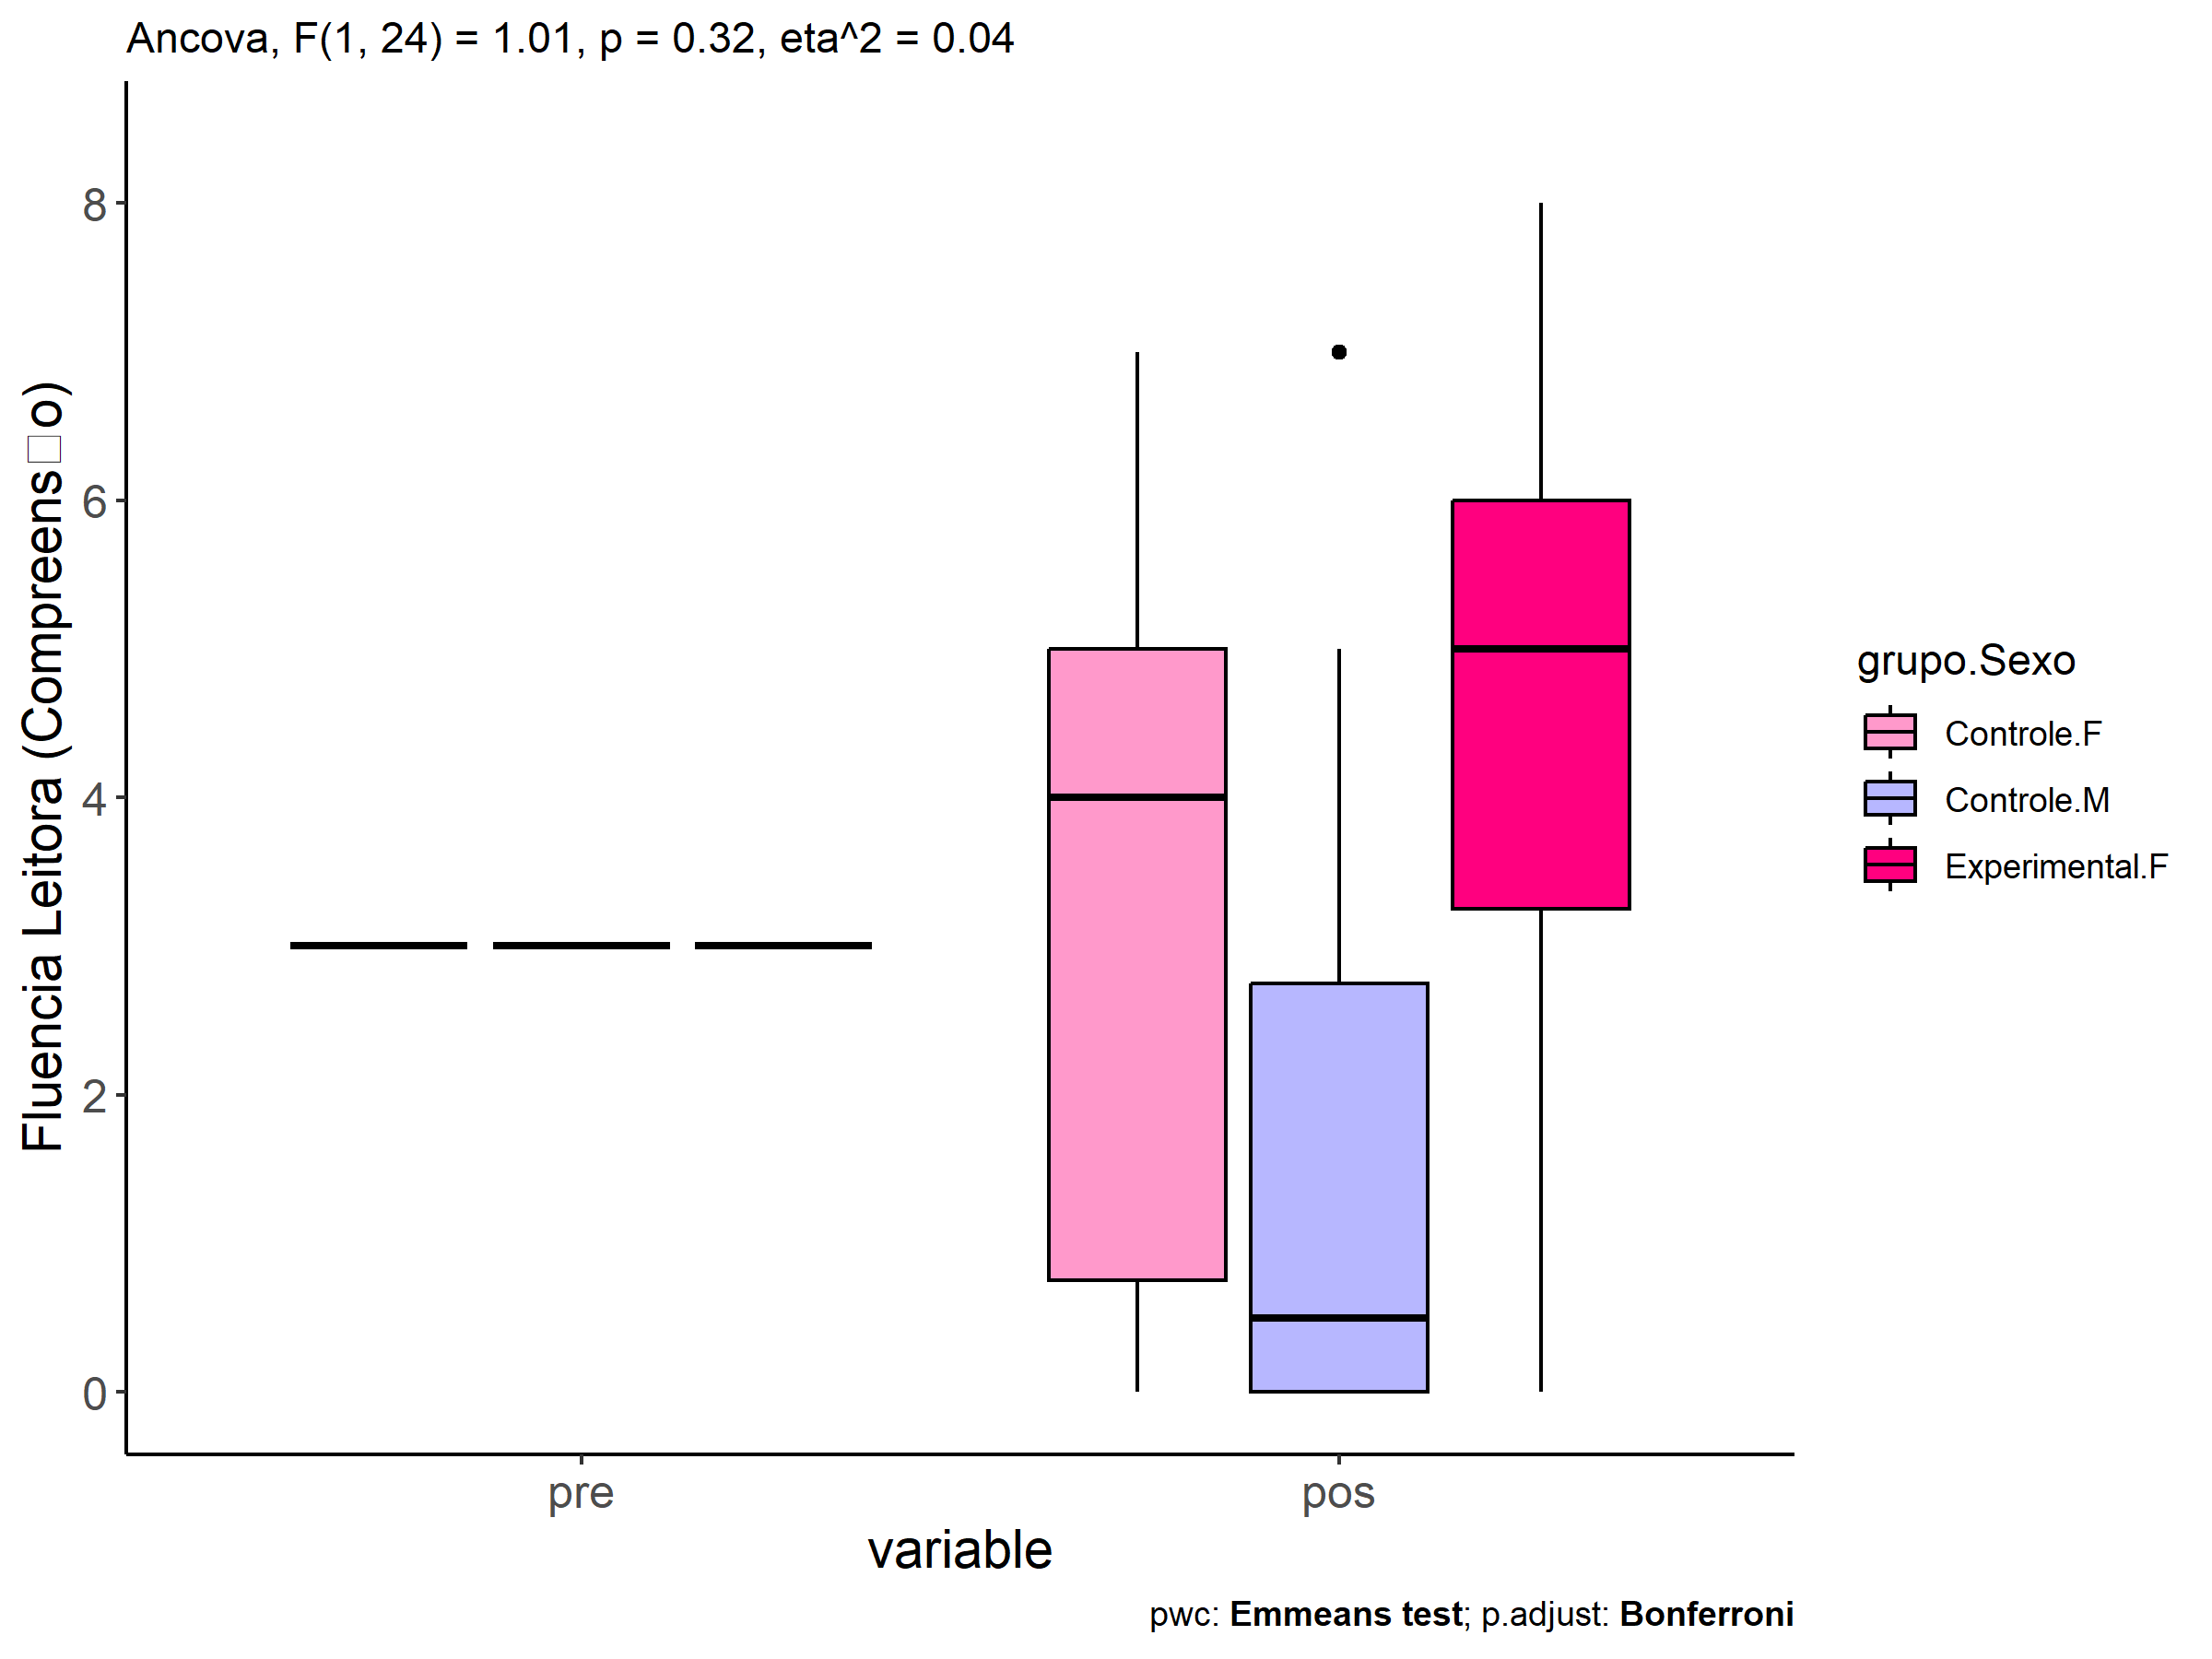 Ancova, F(1, 24) = 1.01, p = 0.32, eta^2 = 0.04
Fluencia Leitora (Compreens□o)
8
6
4
2
0
pre
pos
variable
grupo.Sexo
Controle.F
Controle.M
Experimental.F
pwc: Emmeans test; p.adjust: Bonferroni